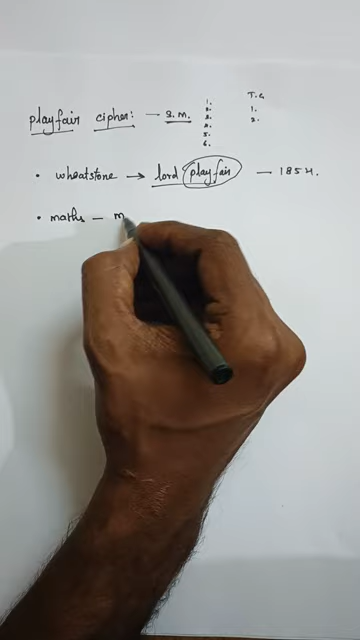 playfair cipher: — S.M.
1.
2.
3.
4.
5.
6.
T.C
1.
2.
• wheatstone → lord playfair — 1854.
• maths — m